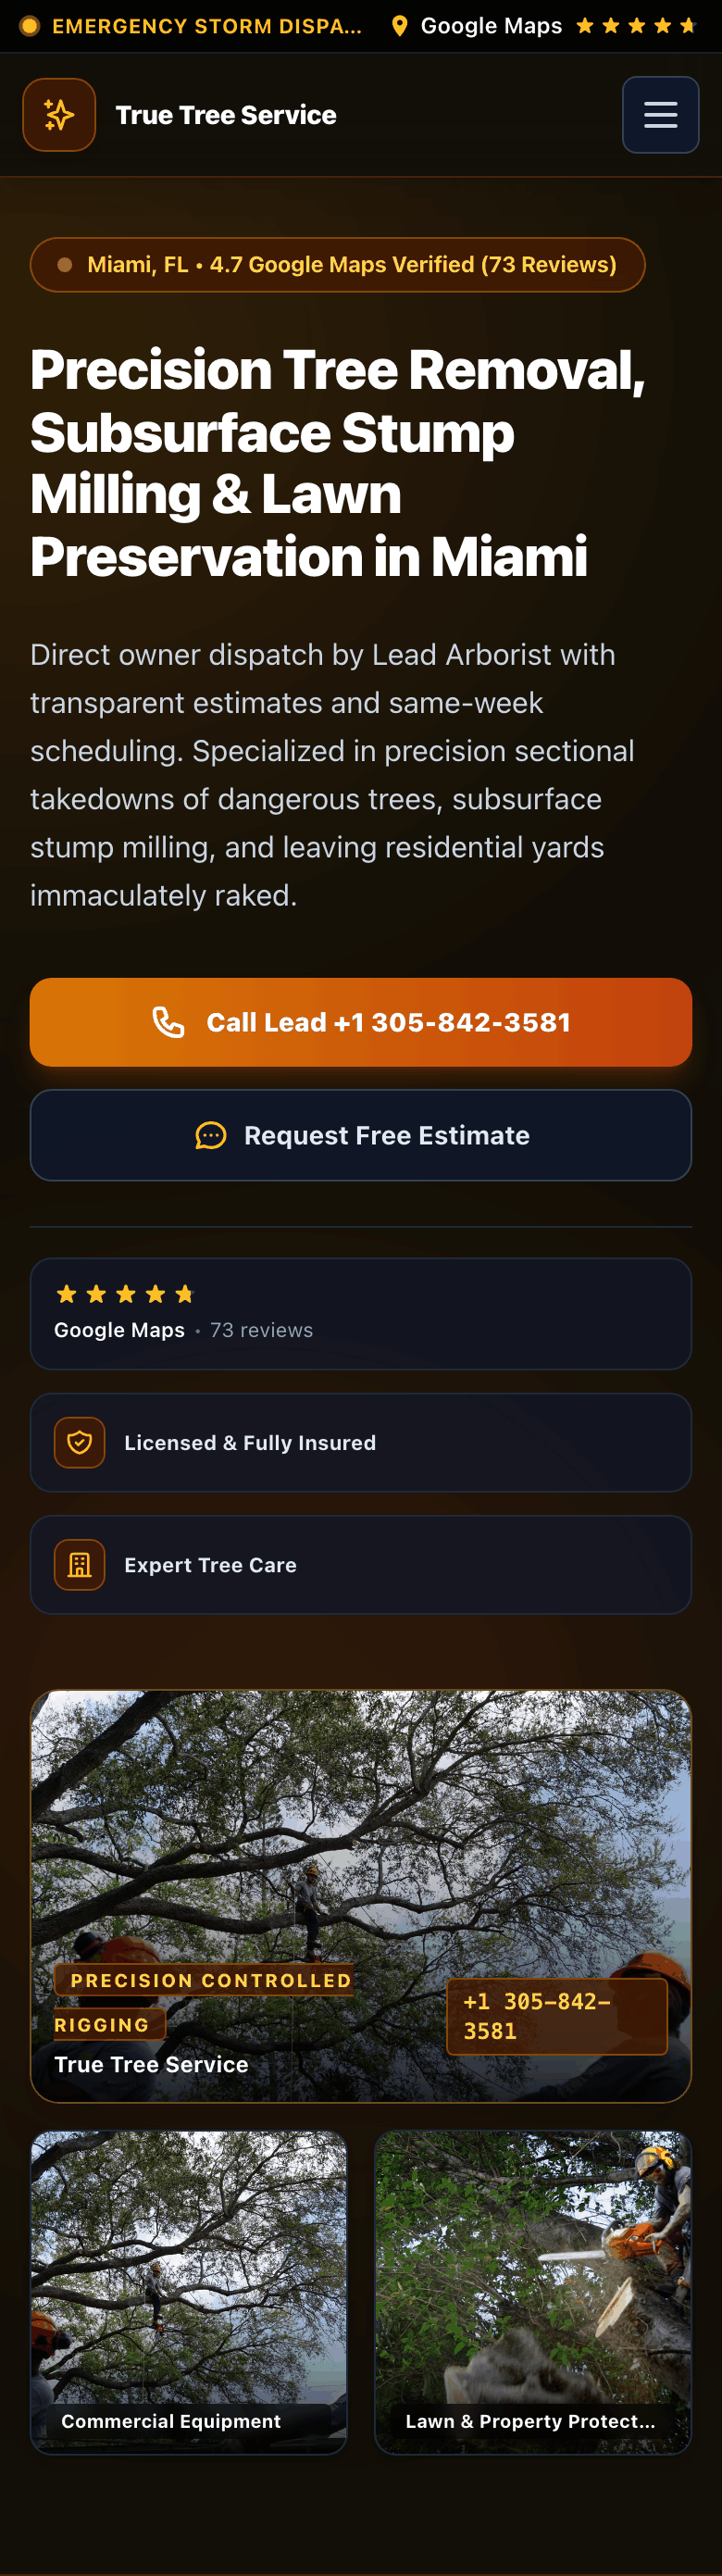 EMERGENCY STORM DISPA...
Google Maps
True Tree Service
Miami, FL • 4.7 Google Maps Verified (73 Reviews)
Precision Tree Removal,
Subsurface Stump
Milling & Lawn
Preservation in Miami
Direct owner dispatch by Lead Arborist with
transparent estimates and same-week
scheduling. Specialized in precision sectional
takedowns of dangerous trees, subsurface
stump milling, and leaving residential yards
immaculately raked.
Call Lead +1 305-842-3581
Request Free Estimate
Google Maps • 73 reviews
Licensed & Fully Insured
Expert Tree Care
PRECISION CONTROLLED
RIGGING
True Tree Service
+1 305-842-
3581
Commercial Equipment
Lawn & Property Protect...